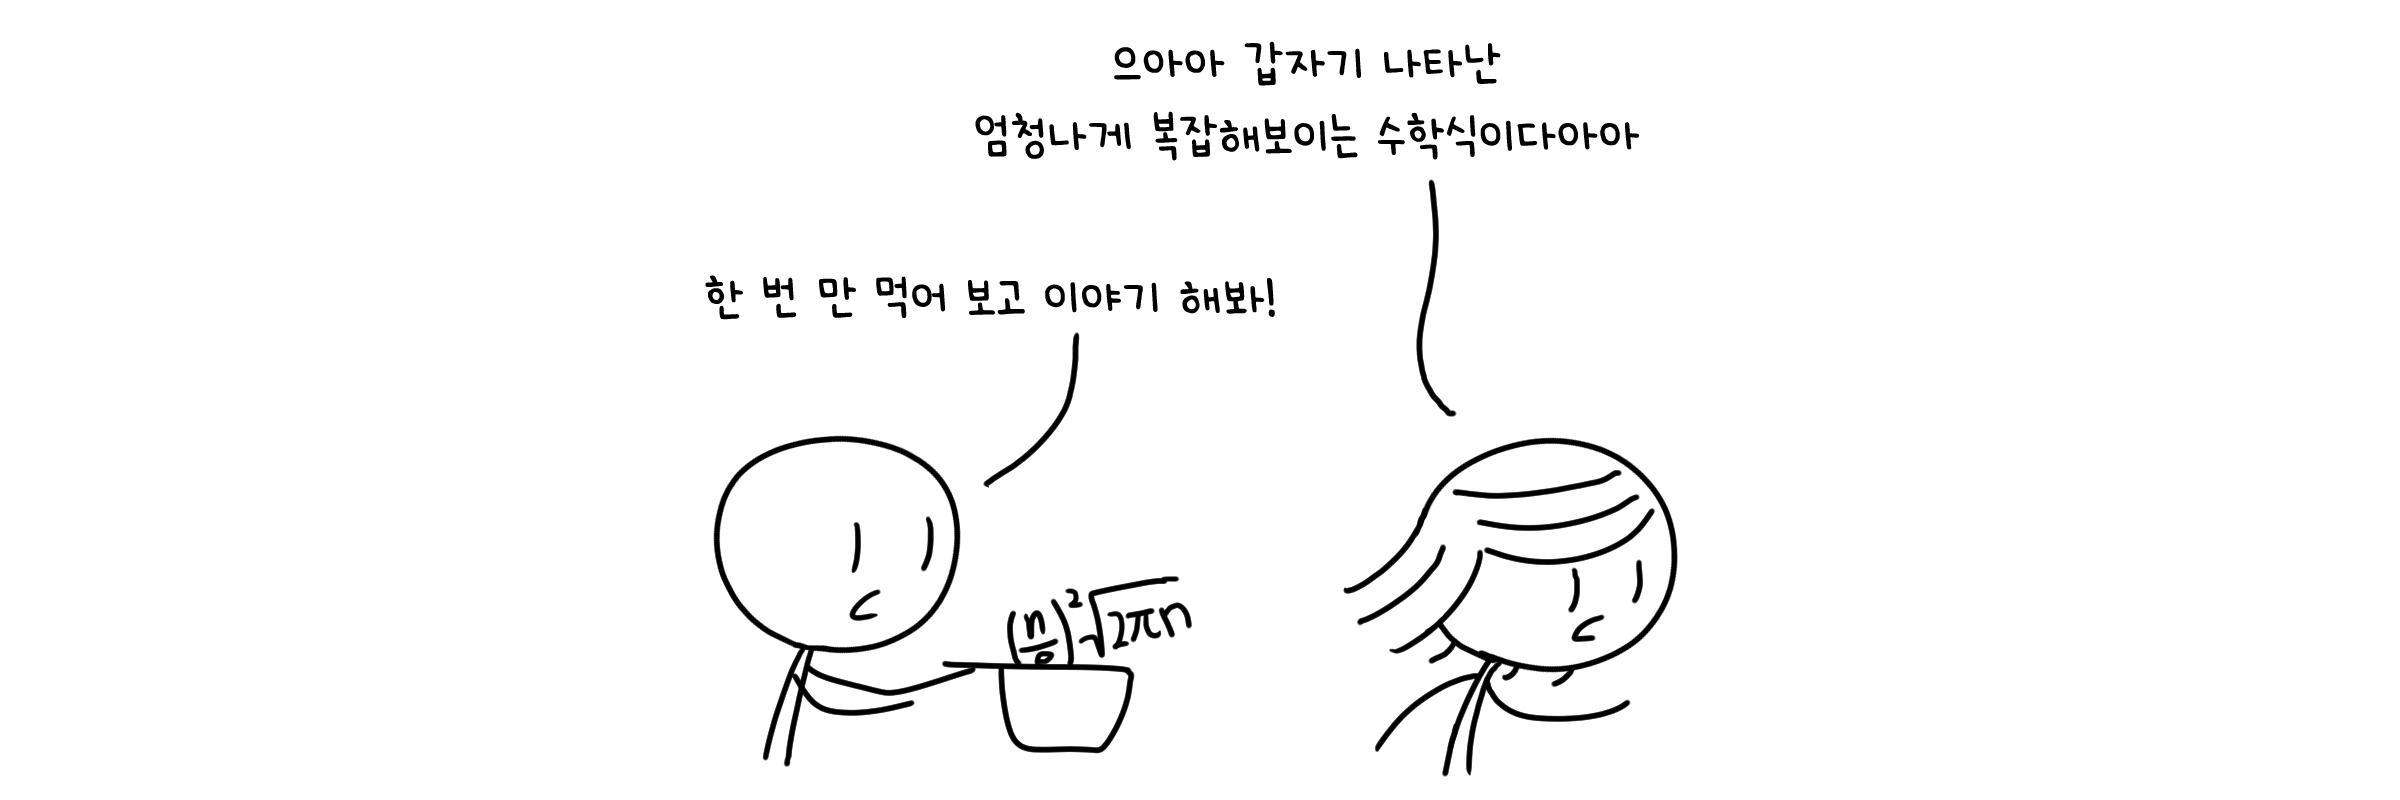 으아아 갑자기 나타난
엄청나게 복잡해보이는 수학식이다아아
한 번 만 먹어 보고 이야기 해봐!
(n/e)²√2πn